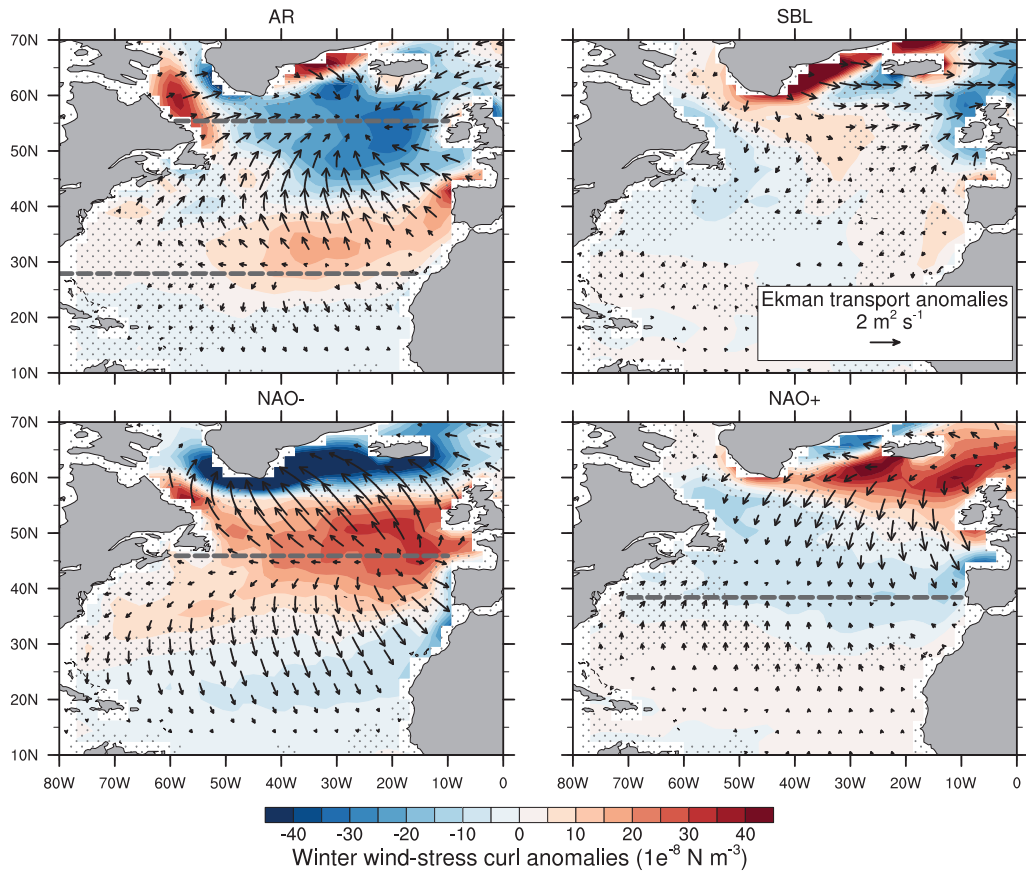 AR
SBL
70N
60N
50N
40N
30N
20N
10N
Ekman transport anomalies
2 m² s⁻¹
NAO-
NAO+
70N
60N
50N
40N
30N
20N
10N
80W 70W 60W 50W 40W 30W 20W 10W 0
80W 70W 60W 50W 40W 30W 20W 10W 0
-40 -30 -20 -10 0 10 20 30 40
Winter wind-stress curl anomalies (1e⁻⁸ N m⁻³)